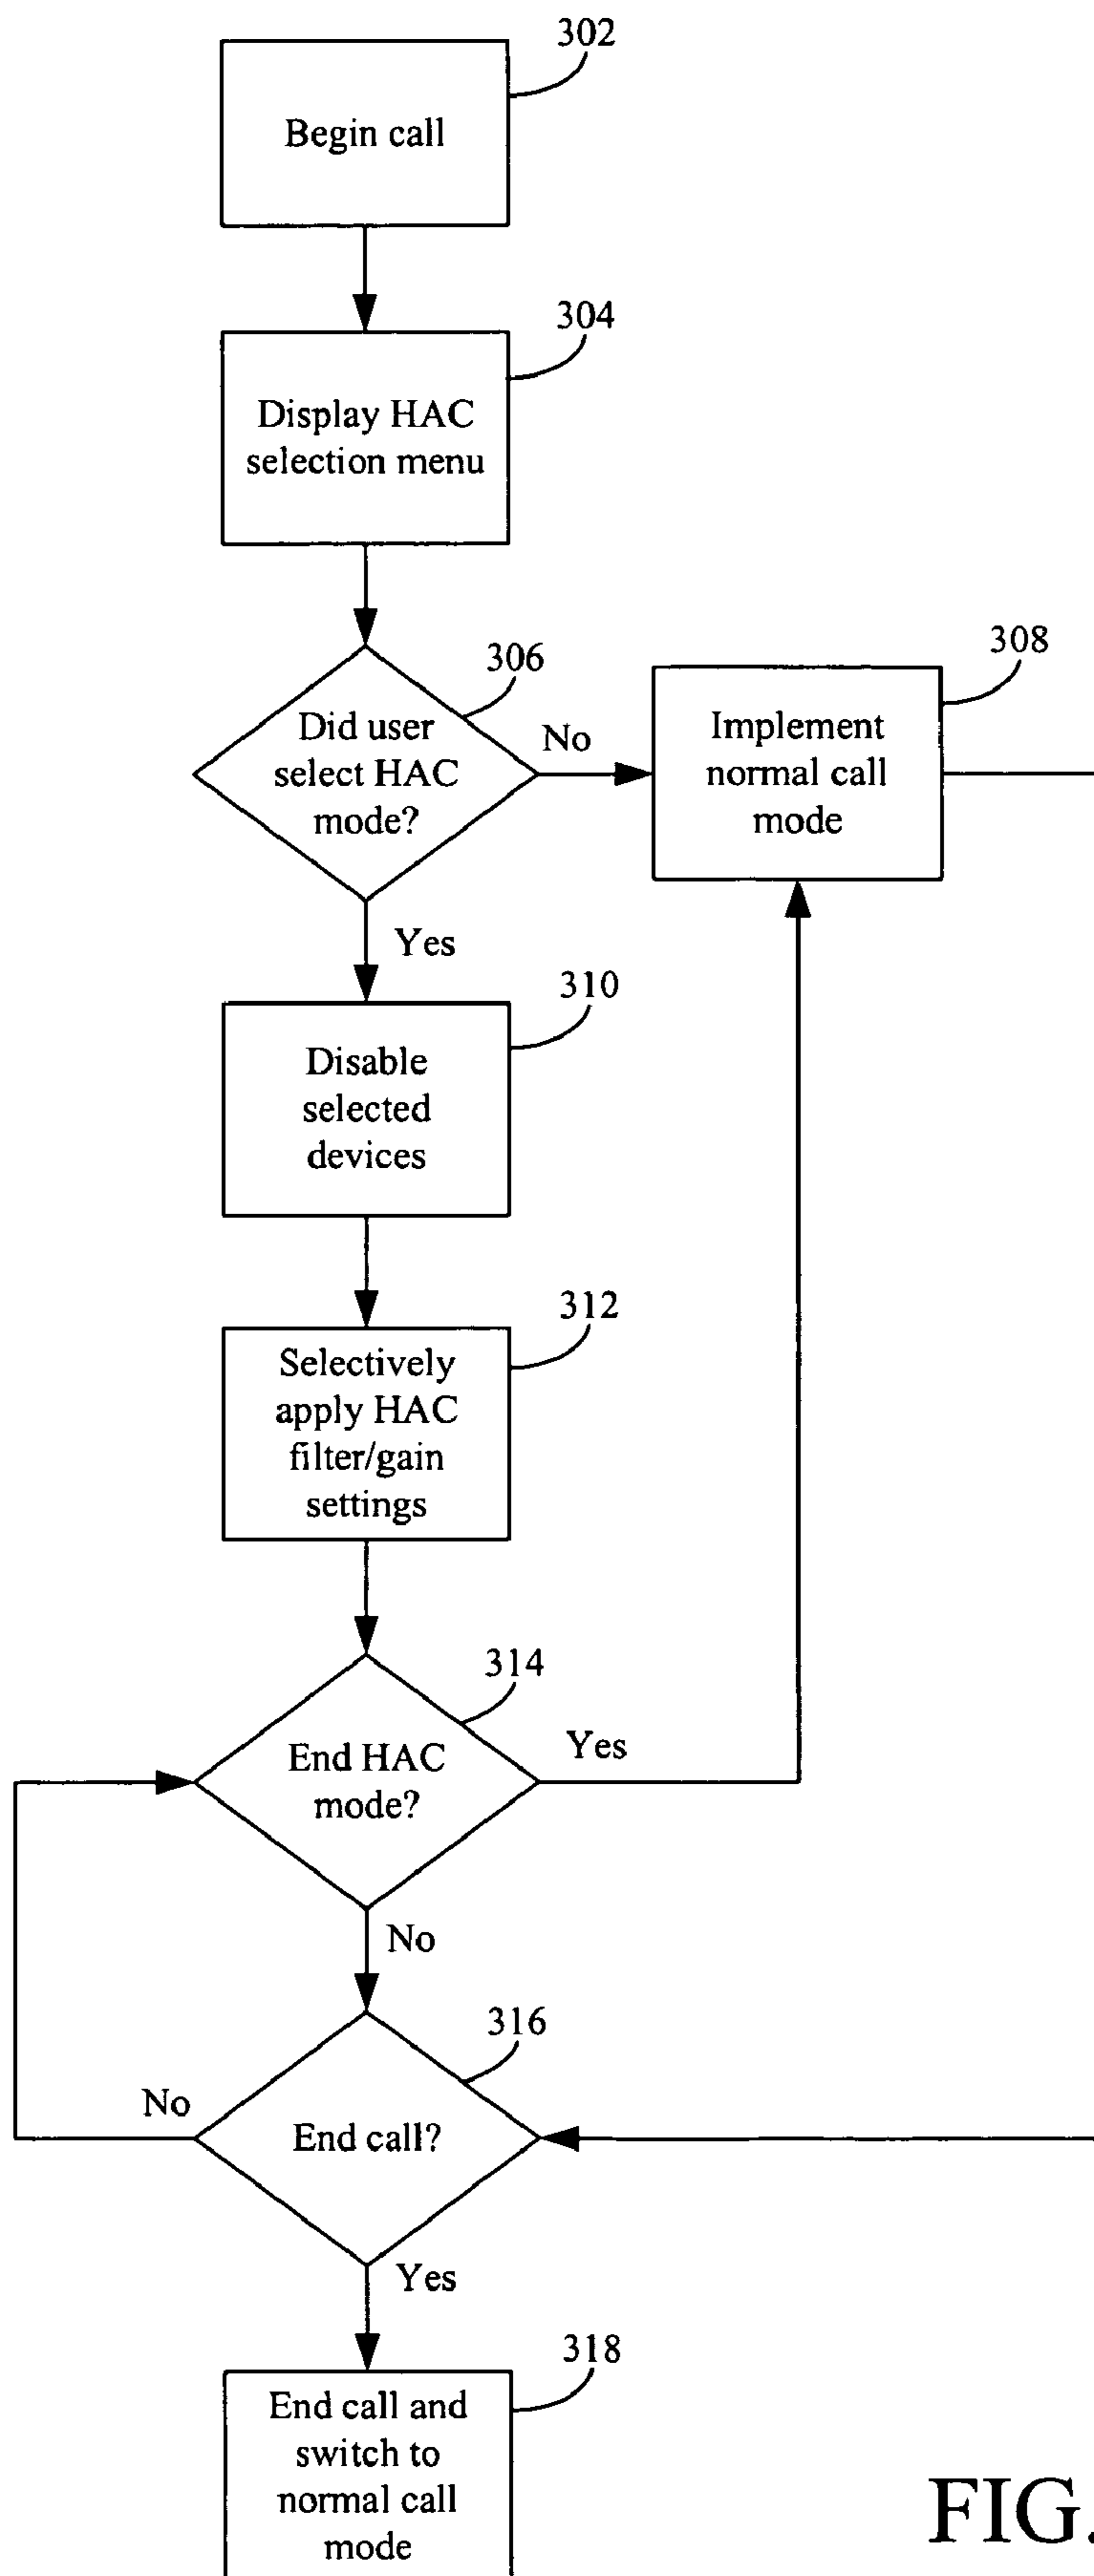 302
Begin call
304
Display HAC
selection menu
306
Did user
select HAC
mode?
No
308
Implement
normal call
mode
Yes
310
Disable
selected
devices
312
Selectively
apply HAC
filter/gain
settings
314
End HAC
mode?
Yes
No
316
End call?
No
Yes
318
End call and
switch to
normal call
mode
FIG.